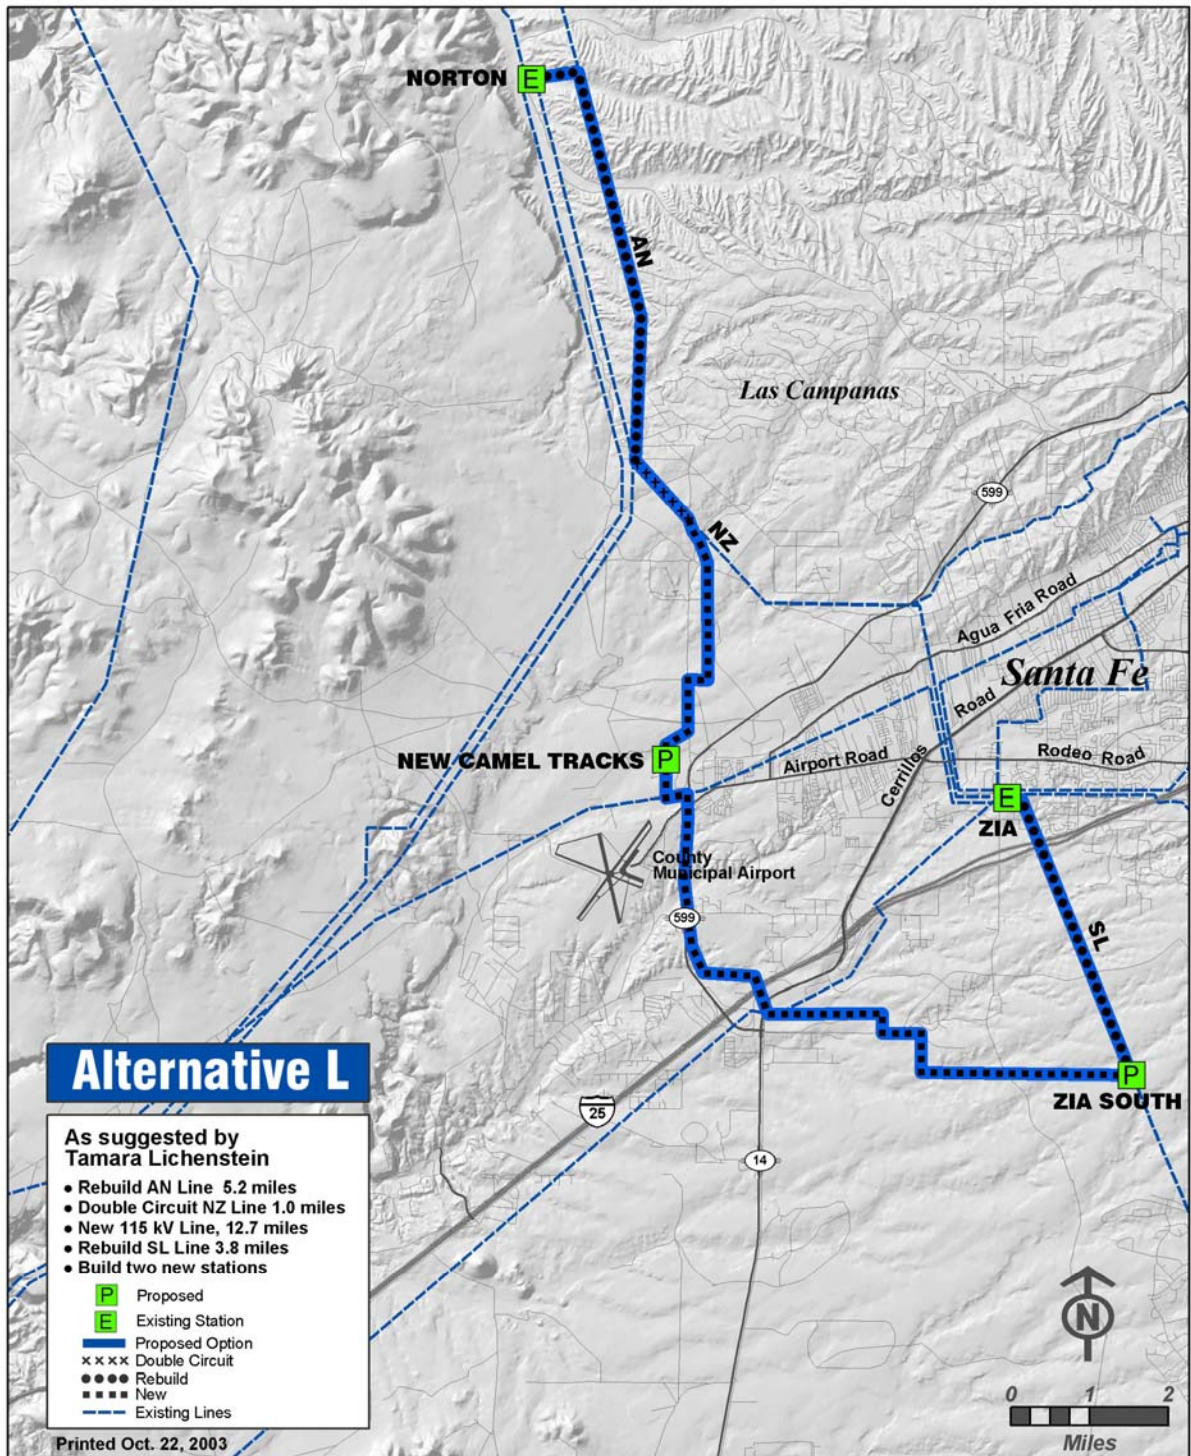 NORTON
E
AN
Las Campanas
599
NZ
Agua Fria Road
Santa Fe
Cerrillos Road
NEW CAMEL TRACKS
P
Airport Road
Rodeo Road
E
ZIA
County
Municipal Airport
599
SL
P
ZIA SOUTH
25
14
Alternative L
As suggested by
Tamara Lichenstein
• Rebuild AN Line 5.2 miles
• Double Circuit NZ Line 1.0 miles
• New 115 kV Line, 12.7 miles
• Rebuild SL Line 3.8 miles
• Build two new stations
P Proposed
E Existing Station
Proposed Option
Double Circuit
Rebuild
New
Existing Lines
Printed Oct. 22, 2003
N
0 1 2
Miles